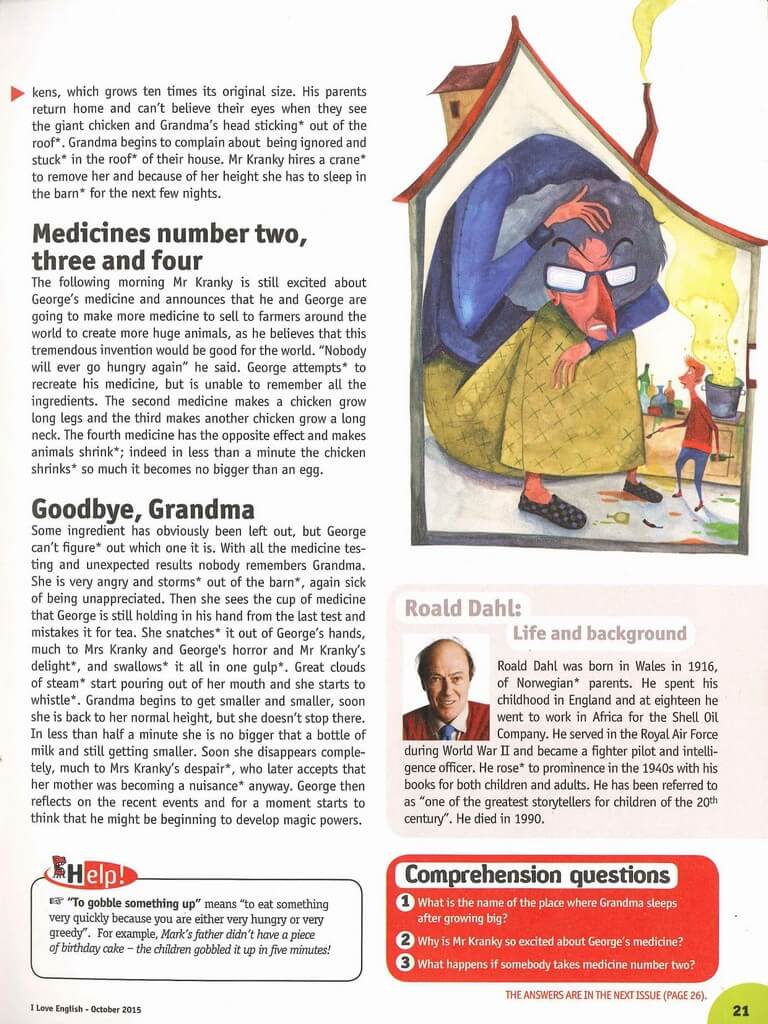 kens, which grows ten times its original size. His parents
return home and can't believe their eyes when they see
the giant chicken and Grandma's head sticking* out of the
roof*. Grandma begins to complain about being ignored and
stuck* in the roof* of their house. Mr Kranky hires a crane*
to remove her and because of her height she has to sleep in
the barn* for the next few nights.
Medicines number two,
three and four
The following morning Mr Kranky is still excited about
George's medicine and announces that he and George are
going to make more medicine to sell to farmers around the
world to create more huge animals, as he believes that this
tremendous invention would be good for the world. "Nobody
will ever go hungry again" he said. George attempts* to
recreate his medicine, but is unable to remember all the
ingredients. The second medicine makes a chicken grow
long legs and the third makes another chicken grow a long
neck. The fourth medicine has the opposite effect and makes
animals shrink*; indeed in less than a minute the chicken
shrinks* so much it becomes no bigger than an egg.
Goodbye, Grandma
Some ingredient has obviously been left out, but George
can't figure* out which one it is. With all the medicine tes-
ting and unexpected results nobody remembers Grandma.
She is very angry and storms* out of the barn*, again sick
of being unappreciated. Then she sees the cup of medicine
that George is still holding in his hand from the last test and
mistakes it for tea. She snatches* it out of George's hands,
much to Mrs Kranky and George's horror and Mr Kranky's
delight*, and swallows* it all in one gulp*. Great clouds
of steam* start pouring out of her mouth and she starts to
whistle*. Grandma begins to get smaller and smaller, soon
she is back to her normal height, but she doesn't stop there.
In less than half a minute she is no bigger that a bottle of
milk and still getting smaller. Soon she disappears comple-
tely, much to Mrs Kranky's despair*, who later accepts that
her mother was becoming a nuisance* anyway. George then
reflects on the recent events and for a moment starts to
think that he might be beginning to develop magic powers.
Help!
☞ "To gobble something up" means "to eat something
very quickly because you are either very hungry or very
greedy". For example, Mark's father didn't have a piece
of birthday cake – the children gobbled it up in five minutes!
Roald Dahl:
Life and background
Roald Dahl was born in Wales in 1916,
of Norwegian* parents. He spent his
childhood in England and at eighteen he
went to work in Africa for the Shell Oil
Company. He served in the Royal Air Force
during World War II and became a fighter pilot and intelli-
gence officer. He rose* to prominence in the 1940s with his
books for both children and adults. He has been referred to
as "one of the greatest storytellers for children of the 20th
century". He died in 1990.
Comprehension questions
1 What is the name of the place where Grandma sleeps
after growing big?
2 Why is Mr Kranky so excited about George's medicine?
3 What happens if somebody takes medicine number two?
THE ANSWERS ARE IN THE NEXT ISSUE (PAGE 26).
I Love English - October 2015
21